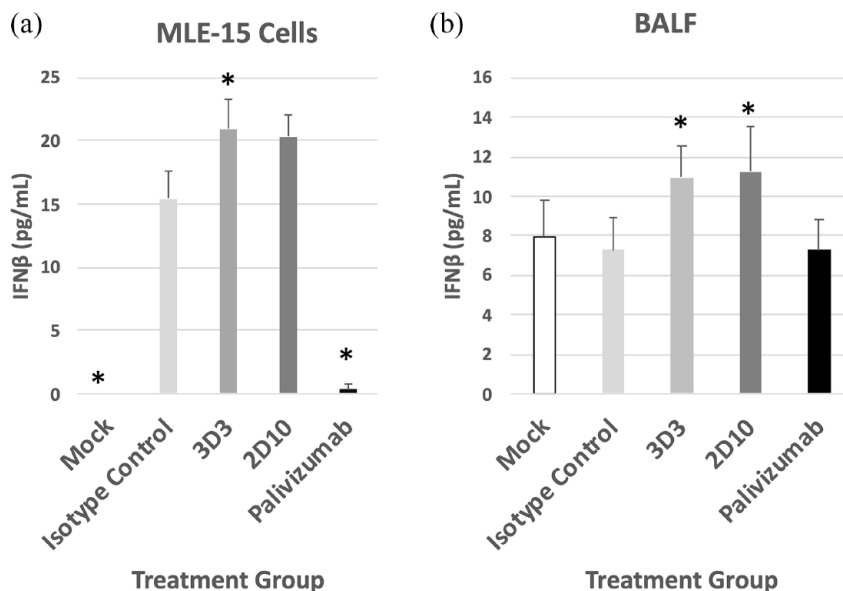 (a)
MLE-15 Cells
IFNβ (pg/mL)
25
20
15
10
5
0
*
*
*
Mock
Isotype Control
3D3
2D10
Palivizumab
Treatment Group
(b)
BALF
IFNβ (pg/mL)
16
14
12
10
8
6
4
2
0
*
*
Mock
Isotype Control
3D3
2D10
Palivizumab
Treatment Group